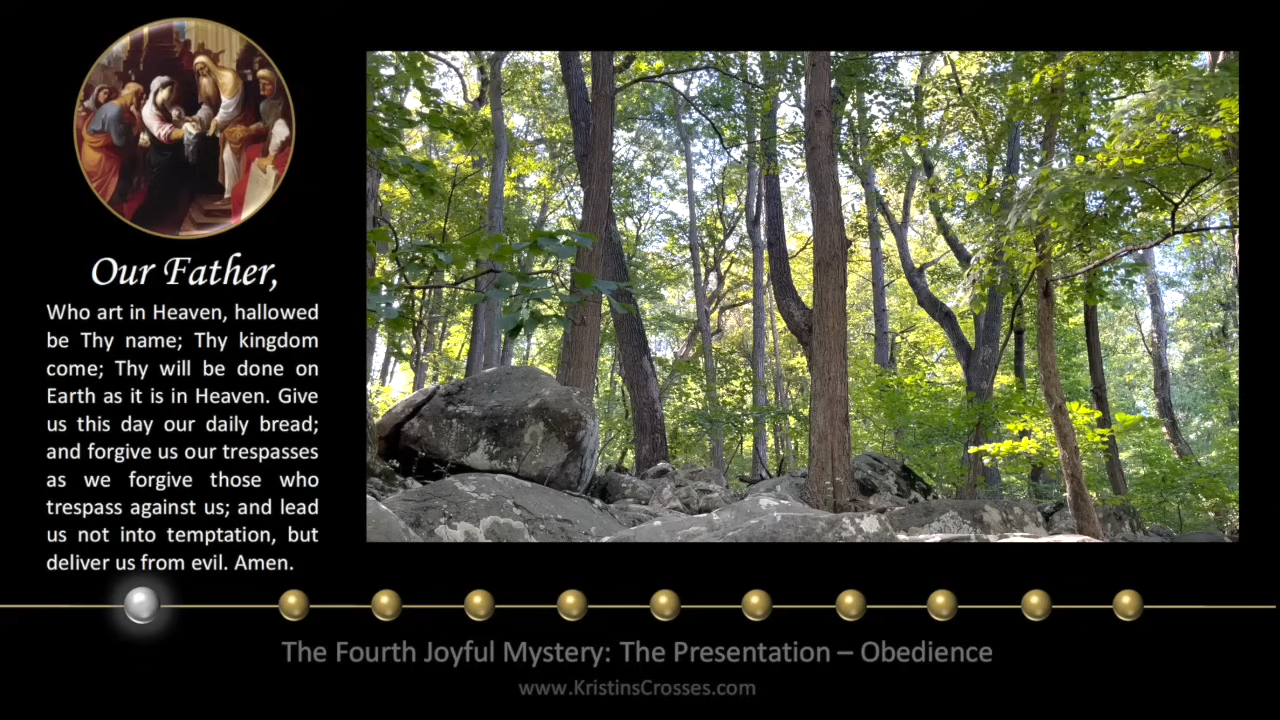 Our Father,
Who art in Heaven, hallowed
be Thy name; Thy kingdom
come; Thy will be done on
Earth as it is in Heaven. Give
us this day our daily bread;
and forgive us our trespasses
as we forgive those who
trespass against us; and lead
us not into temptation, but
deliver us from evil. Amen.
The Fourth Joyful Mystery: The Presentation – Obedience
www.KristinsCrosses.com